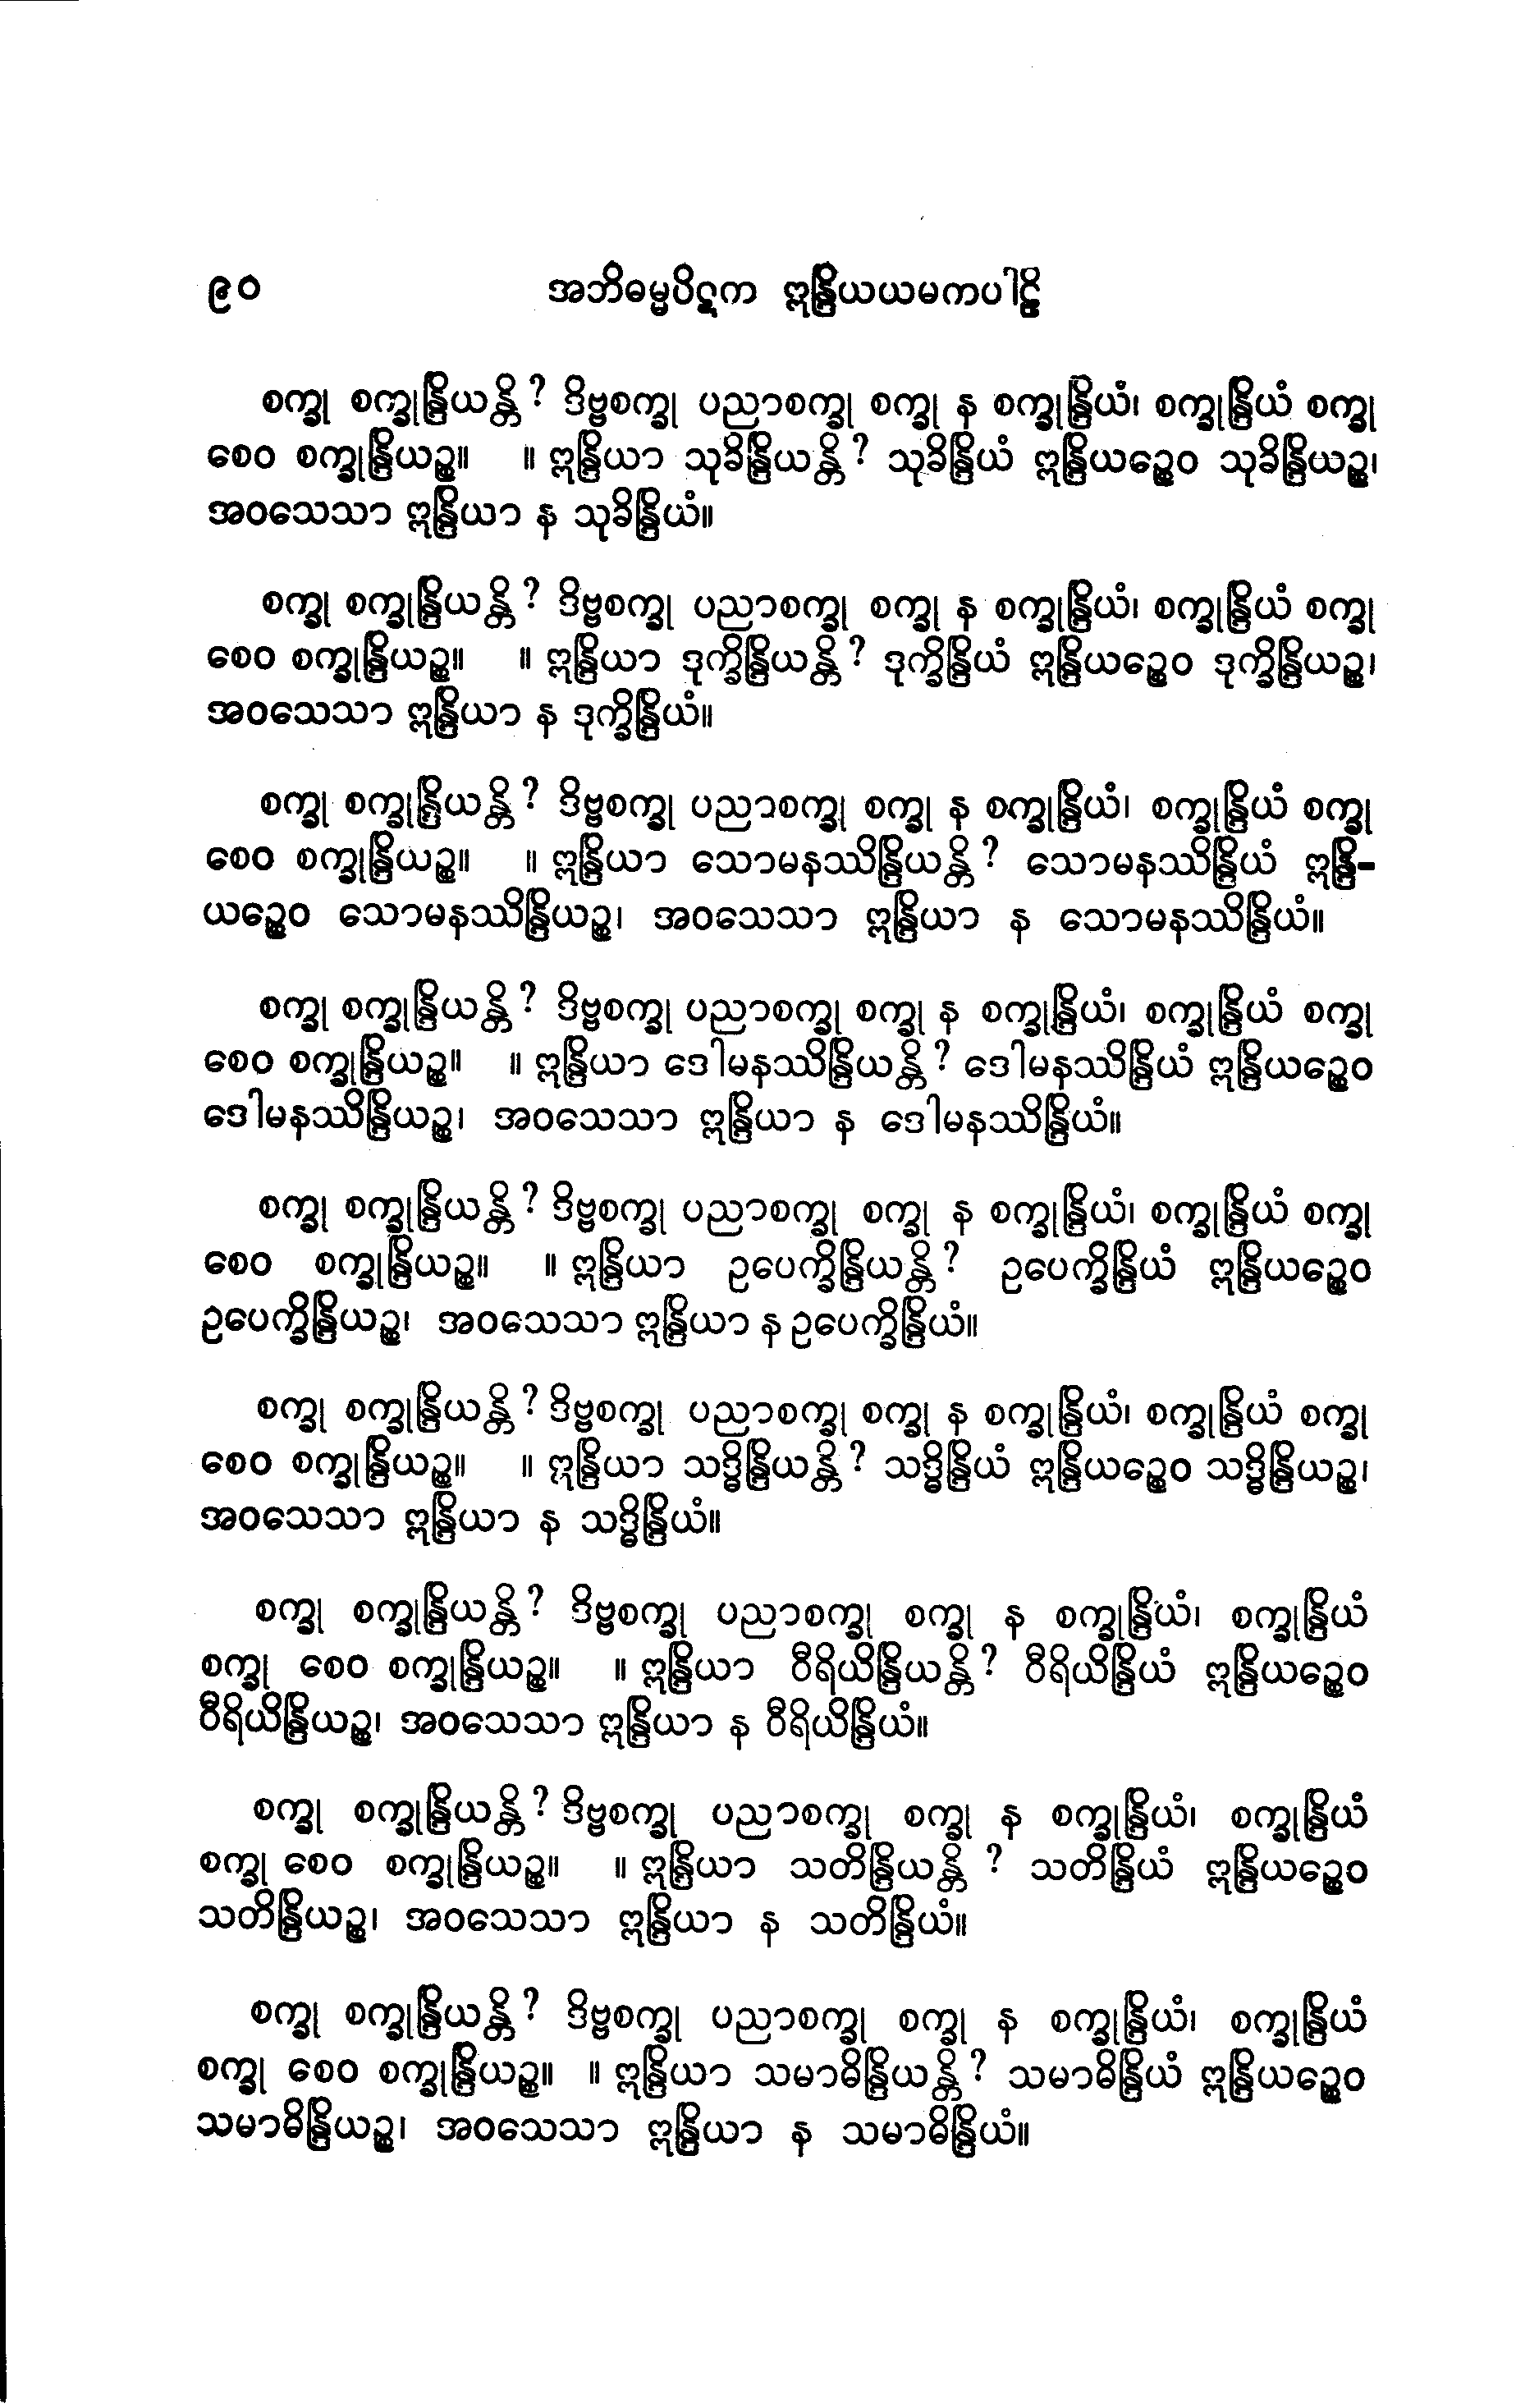 ၉၀ အဘိဓမ္မပိဋက ဣန္ဒြိယယမကပါဠိ
စက္ခု စက္ခုန္ဒြိယန္တိ? ဒိဗ္ဗစက္ခု ပညာစက္ခု စက္ခု န စက္ခုန္ဒြိယံ၊ စက္ခုန္ဒြိယံ စက္ခု
စေဝ စက္ခုန္ဒြိယဉ္စ။ ။ ဣန္ဒြိယာ သုခိန္ဒြိယန္တိ? သုခိန္ဒြိယံ ဣန္ဒြိယဉ္စေဝ သုခိန္ဒြိယဉ္စ၊
အဝသေသာ ဣန္ဒြိယာ န သုခိန္ဒြိယံ။
စက္ခု စက္ခုန္ဒြိယန္တိ? ဒိဗ္ဗစက္ခု ပညာစက္ခု စက္ခု န စက္ခုန္ဒြိယံ၊ စက္ခုန္ဒြိယံ စက္ခု
စေဝ စက္ခုန္ဒြိယဉ္စ။ ။ ဣန္ဒြိယာ ဒုက္ခိန္ဒြိယန္တိ? ဒုက္ခိန္ဒြိယံ ဣန္ဒြိယဉ္စေဝ ဒုက္ခိန္ဒြိယဉ္စ၊
အဝသေသာ ဣန္ဒြိယာ န ဒုက္ခိန္ဒြိယံ။
စက္ခု စက္ခုန္ဒြိယန္တိ? ဒိဗ္ဗစက္ခု ပညာစက္ခု စက္ခု န စက္ခုန္ဒြိယံ၊ စက္ခုန္ဒြိယံ စက္ခု
စေဝ စက္ခုန္ဒြိယဉ္စ။ ။ ဣန္ဒြိယာ သောမနဿိန္ဒြိယန္တိ? သောမနဿိန္ဒြိယံ ဣန္ဒြိ-
ယဉ္စေဝ သောမနဿိန္ဒြိယဉ္စ၊ အဝသေသာ ဣန္ဒြိယာ န သောမနဿိန္ဒြိယံ။
စက္ခု စက္ခုန္ဒြိယန္တိ? ဒိဗ္ဗစက္ခု ပညာစက္ခု စက္ခု န စက္ခုန္ဒြိယံ၊ စက္ခုန္ဒြိယံ စက္ခု
စေဝ စက္ခုန္ဒြိယဉ္စ။ ။ ဣန္ဒြိယာ ဒေါမနဿိန္ဒြိယန္တိ? ဒေါမနဿိန္ဒြိယံ ဣန္ဒြိယဉ္စေဝ
ဒေါမနဿိန္ဒြိယဉ္စ၊ အဝသေသာ ဣန္ဒြိယာ န ဒေါမနဿိန္ဒြိယံ။
စက္ခု စက္ခုန္ဒြိယန္တိ? ဒိဗ္ဗစက္ခု ပညာစက္ခု စက္ခု န စက္ခုန္ဒြိယံ၊ စက္ခုန္ဒြိယံ စက္ခု
စေဝ စက္ခုန္ဒြိယဉ္စ။ ။ ဣန္ဒြိယာ ဥပေက္ခိန္ဒြိယန္တိ? ဥပေက္ခိန္ဒြိယံ ဣန္ဒြိယဉ္စေဝ
ဥပေက္ခိန္ဒြိယဉ္စ၊ အဝသေသာ ဣန္ဒြိယာ န ဥပေက္ခိန္ဒြိယံ။
စက္ခု စက္ခုန္ဒြိယန္တိ? ဒိဗ္ဗစက္ခု ပညာစက္ခု စက္ခု န စက္ခုန္ဒြိယံ၊ စက္ခုန္ဒြိယံ စက္ခု
စေဝ စက္ခုန္ဒြိယဉ္စ။ ။ ဣန္ဒြိယာ သဒ္ဓိန္ဒြိယန္တိ? သဒ္ဓိန္ဒြိယံ ဣန္ဒြိယဉ္စေဝ သဒ္ဓိန္ဒြိယဉ္စ၊
အဝသေသာ ဣန္ဒြိယာ န သဒ္ဓိန္ဒြိယံ။
စက္ခု စက္ခုန္ဒြိယန္တိ? ဒိဗ္ဗစက္ခု ပညာစက္ခု စက္ခု န စက္ခုန္ဒြိယံ၊ စက္ခုန္ဒြိယံ
စက္ခု စေဝ စက္ခုန္ဒြိယဉ္စ။ ။ ဣန္ဒြိယာ ဝီရိယိန္ဒြိယန္တိ? ဝီရိယိန္ဒြိယံ ဣန္ဒြိယဉ္စေဝ
ဝီရိယိန္ဒြိယဉ္စ၊ အဝသေသာ ဣန္ဒြိယာ န ဝီရိယိန္ဒြိယံ။
စက္ခု စက္ခုန္ဒြိယန္တိ? ဒိဗ္ဗစက္ခု ပညာစက္ခု စက္ခု န စက္ခုန္ဒြိယံ၊ စက္ခုန္ဒြိယံ
စက္ခု စေဝ စက္ခုန္ဒြိယဉ္စ။ ။ ဣန္ဒြိယာ သတိန္ဒြိယန္တိ ? သတိန္ဒြိယံ ဣန္ဒြိယဉ္စေဝ
သတိန္ဒြိယဉ္စ၊ အဝသေသာ ဣန္ဒြိယာ န သတိန္ဒြိယံ။
စက္ခု စက္ခုန္ဒြိယန္တိ? ဒိဗ္ဗစက္ခု ပညာစက္ခု စက္ခု န စက္ခုန္ဒြိယံ၊ စက္ခုန္ဒြိယံ
စက္ခု စေဝ စက္ခုန္ဒြိယဉ္စ။ ။ ဣန္ဒြိယာ သမာဓိန္ဒြိယန္တိ? သမာဓိန္ဒြိယံ ဣန္ဒြိယဉ္စေဝ
သမာဓိန္ဒြိယဉ္စ၊ အဝသေသာ ဣန္ဒြိယာ န သမာဓိန္ဒြိယံ။